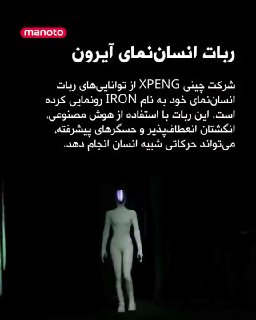 manoto
ربات انسان‌نمای آیرون
شرکت چینی XPENG از توانایی‌های ربات
انسان‌نمای خود به نام IRON رونمایی کرده
است. این ربات با استفاده از هوش مصنوعی،
انگشتان انعطاف‌پذیر و حسگرهای پیشرفته،
می‌تواند حرکاتی شبیه انسان انجام دهد.